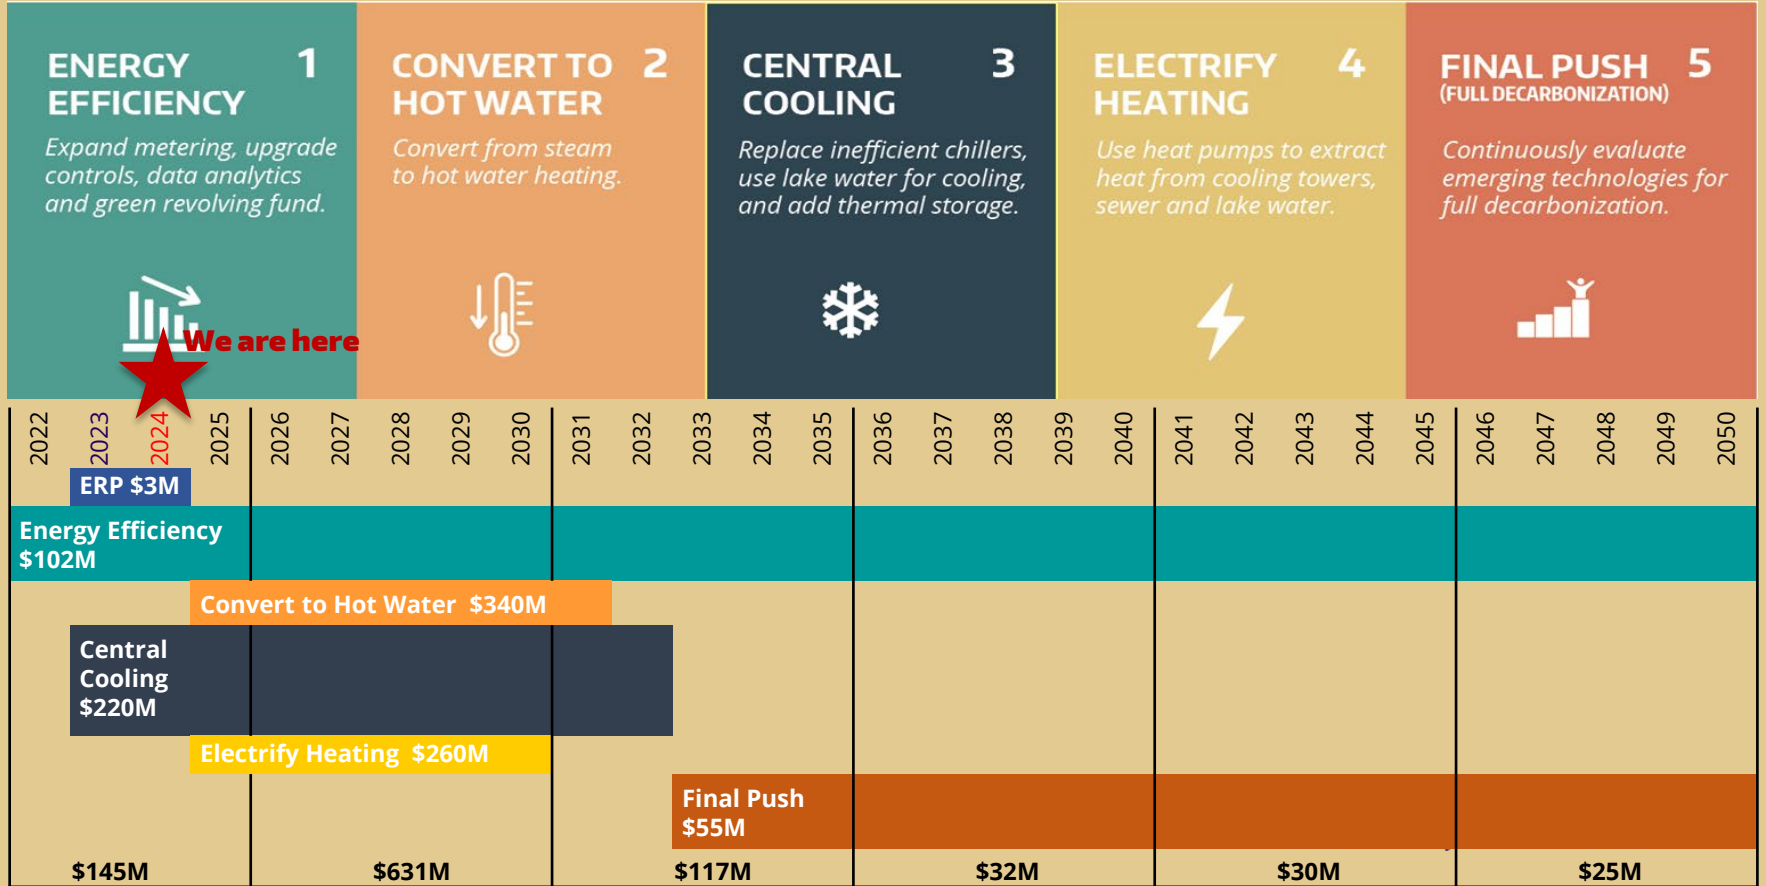 ENERGY 1
EFFICIENCY
Expand metering, upgrade
controls, data analytics
and green revolving fund.
CONVERT TO 2
HOT WATER
Convert from steam
to hot water heating.
CENTRAL 3
COOLING
Replace inefficient chillers,
use lake water for cooling,
and add thermal storage.
ELECTRIFY 4
HEATING
Use heat pumps to extract
heat from cooling towers,
sewer and lake water.
FINAL PUSH 5
(FULL DECARBONIZATION)
Continuously evaluate
emerging technologies for
full decarbonization.
We are here
2022 2023 2024 2025 2026 2027 2028 2029 2030 2031 2032 2033 2034 2035 2036 2037 2038 2039 2040 2041 2042 2043 2044 2045 2046 2047 2048 2049 2050
ERP $3M
Energy Efficiency
$102M
Convert to Hot Water $340M
Central
Cooling
$220M
Electrify Heating $260M
Final Push
$55M
$145M $631M $117M $32M $30M $25M